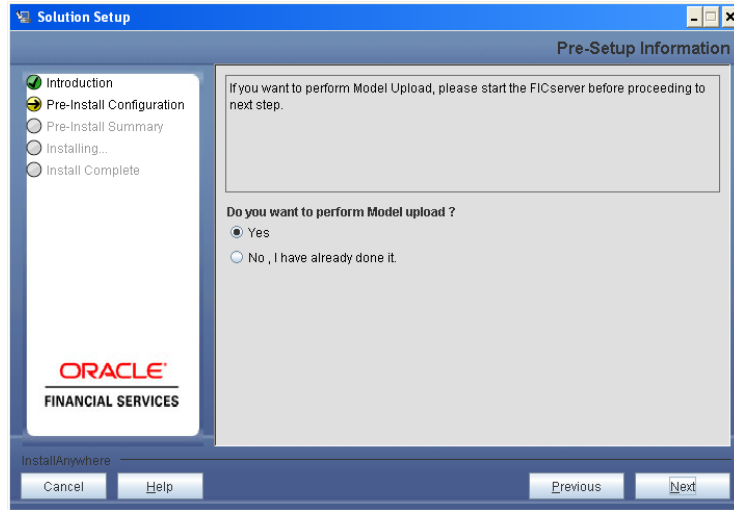 Solution Setup
Pre-Setup Information
Introduction
Pre-Install Configuration
Pre-Install Summary
Installing...
Install Complete
ORACLE
FINANCIAL SERVICES
If you want to perform Model Upload, please start the FICserver before proceeding to
next step.
Do you want to perform Model upload ?
Yes
No , I have already done it.
InstallAnywhere
Cancel
Help
Previous
Next